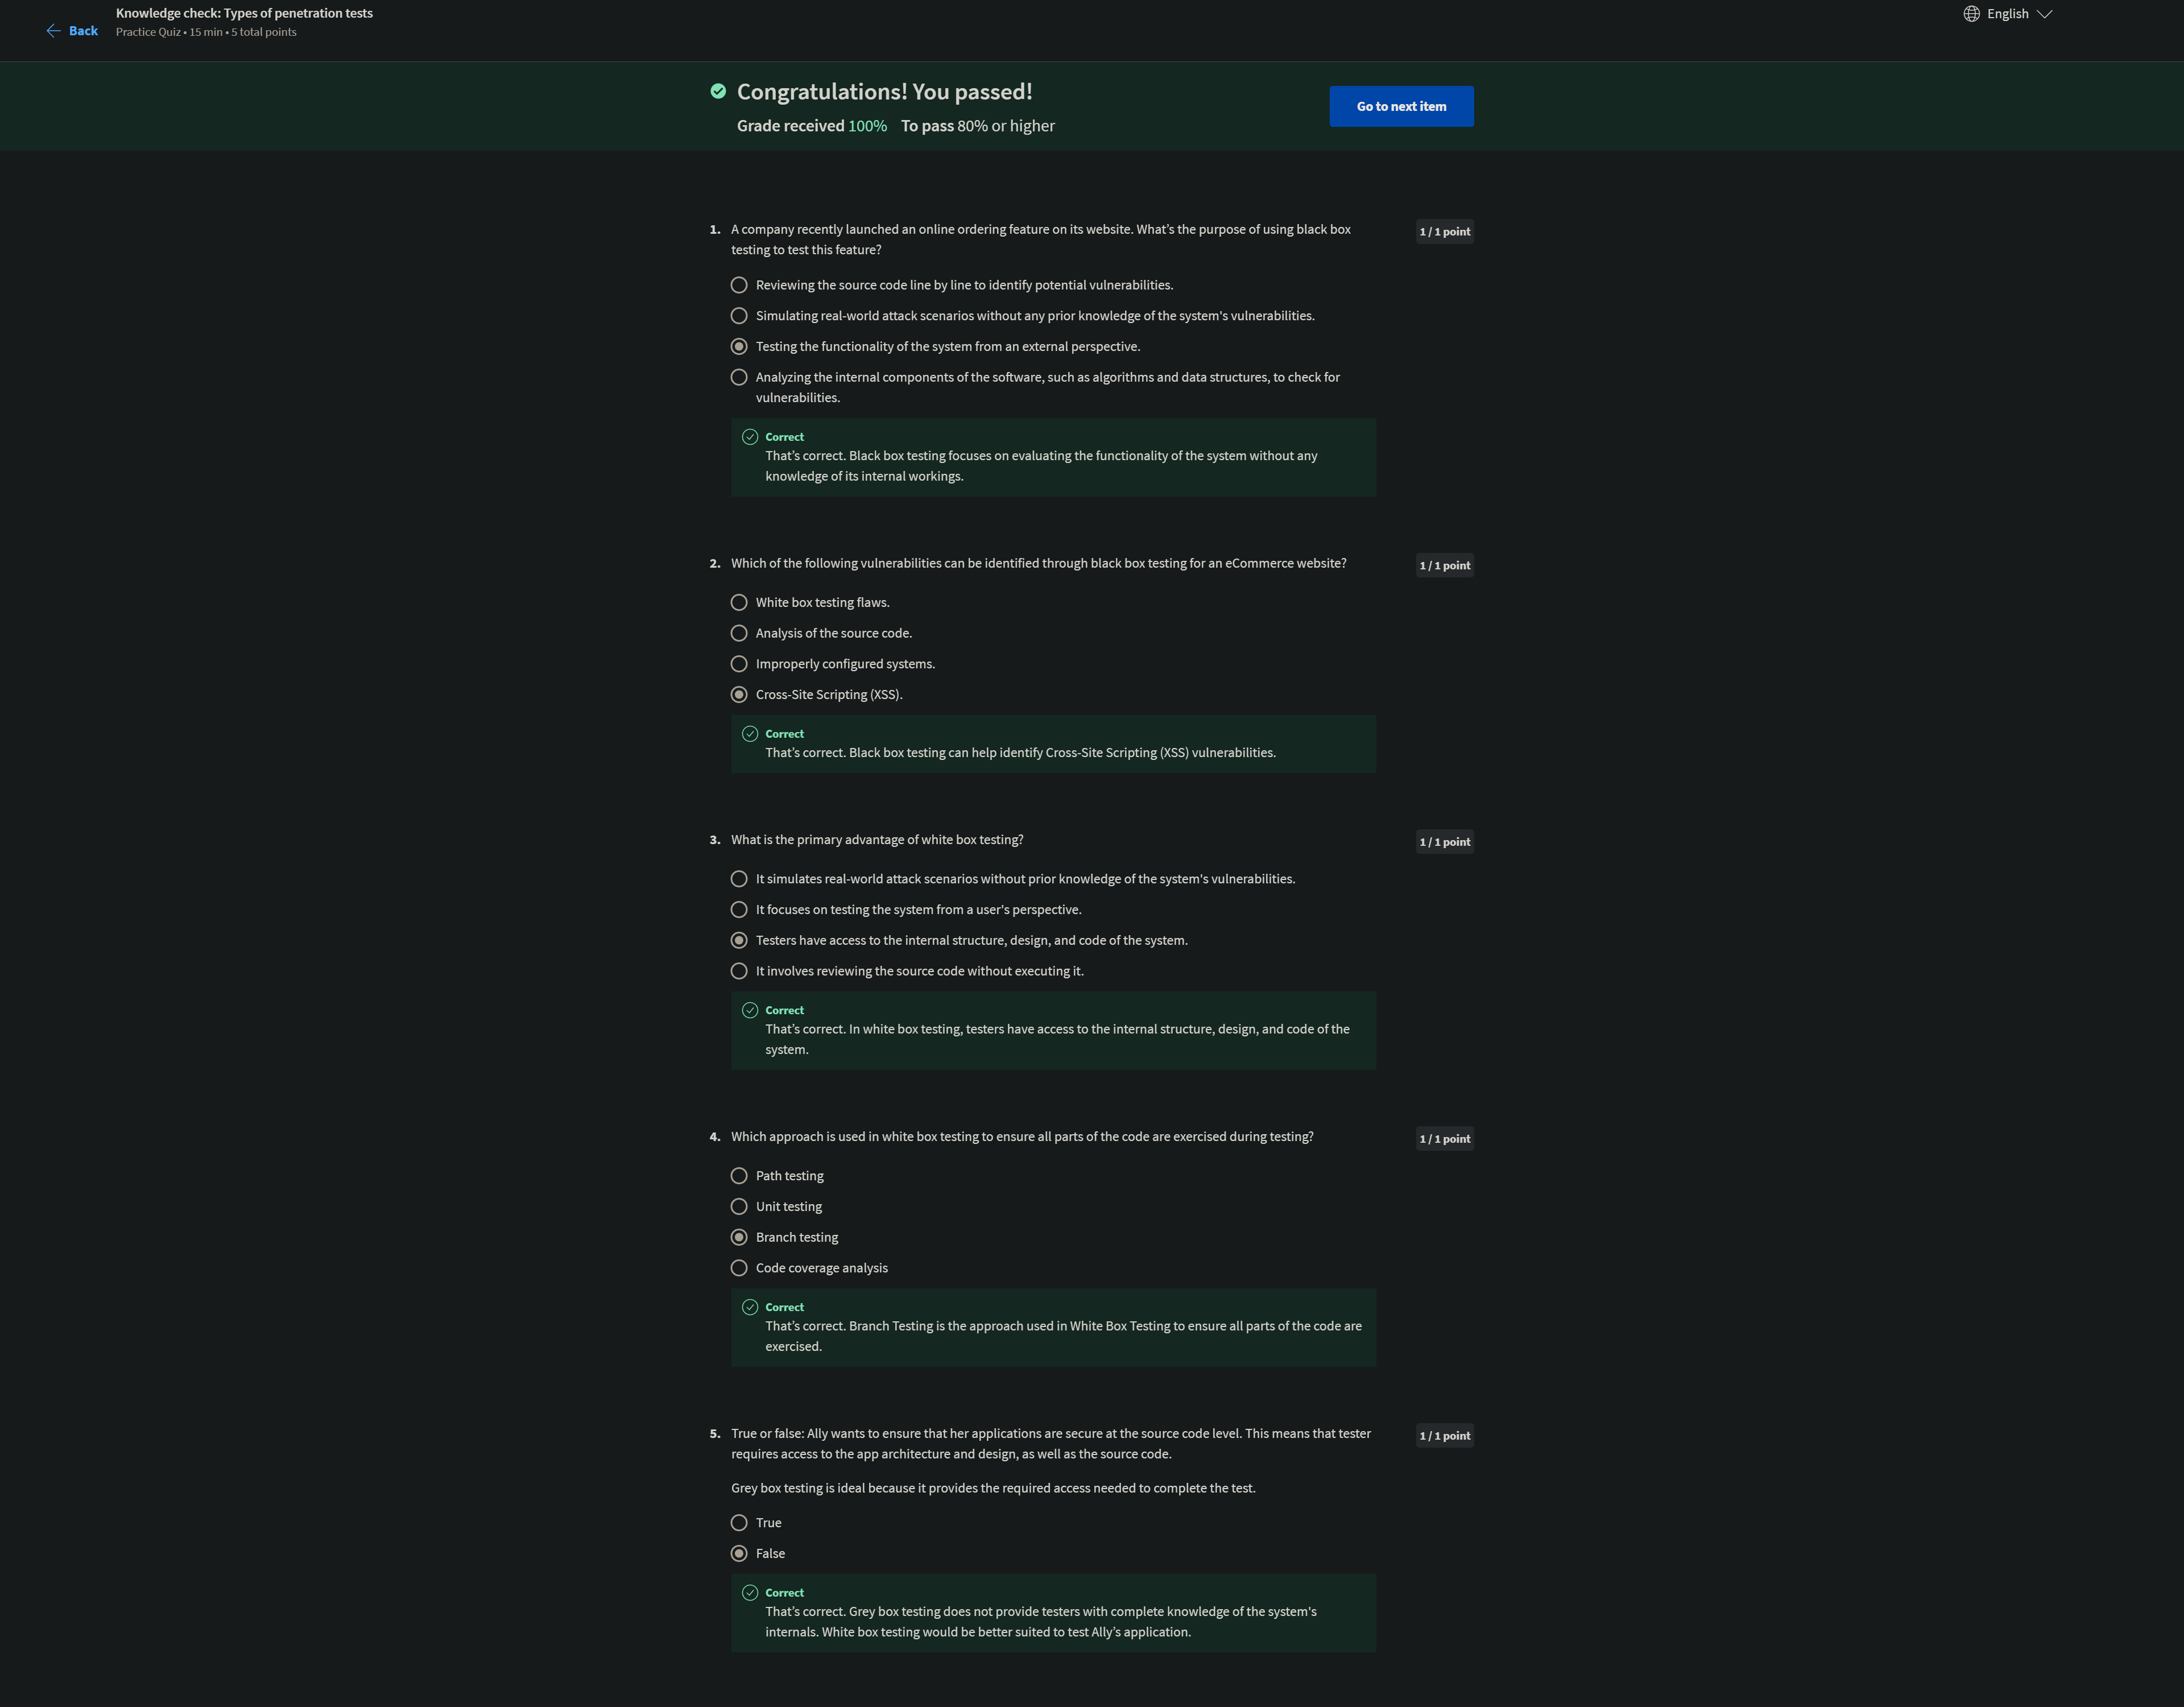 Back
Knowledge check: Types of penetration tests
Practice Quiz • 15 min • 5 total points
English
Congratulations! You passed!
Grade received 100% To pass 80% or higher
Go to next item
1. A company recently launched an online ordering feature on its website. What’s the purpose of using black box
testing to test this feature?
1 / 1 point
Reviewing the source code line by line to identify potential vulnerabilities.
Simulating real-world attack scenarios without any prior knowledge of the system's vulnerabilities.
Testing the functionality of the system from an external perspective.
Analyzing the internal components of the software, such as algorithms and data structures, to check for
vulnerabilities.
Correct
That’s correct. Black box testing focuses on evaluating the functionality of the system without any
knowledge of its internal workings.
2. Which of the following vulnerabilities can be identified through black box testing for an eCommerce website?
1 / 1 point
White box testing flaws.
Analysis of the source code.
Improperly configured systems.
Cross-Site Scripting (XSS).
Correct
That’s correct. Black box testing can help identify Cross-Site Scripting (XSS) vulnerabilities.
3. What is the primary advantage of white box testing?
1 / 1 point
It simulates real-world attack scenarios without prior knowledge of the system's vulnerabilities.
It focuses on testing the system from a user's perspective.
Testers have access to the internal structure, design, and code of the system.
It involves reviewing the source code without executing it.
Correct
That’s correct. In white box testing, testers have access to the internal structure, design, and code of the
system.
4. Which approach is used in white box testing to ensure all parts of the code are exercised during testing?
1 / 1 point
Path testing
Unit testing
Branch testing
Code coverage analysis
Correct
That’s correct. Branch Testing is the approach used in White Box Testing to ensure all parts of the code are
exercised.
5. True or false: Ally wants to ensure that her applications are secure at the source code level. This means that tester
requires access to the app architecture and design, as well as the source code.
1 / 1 point
Grey box testing is ideal because it provides the required access needed to complete the test.
True
False
Correct
That’s correct. Grey box testing does not provide testers with complete knowledge of the system's
internals. White box testing would be better suited to test Ally’s application.